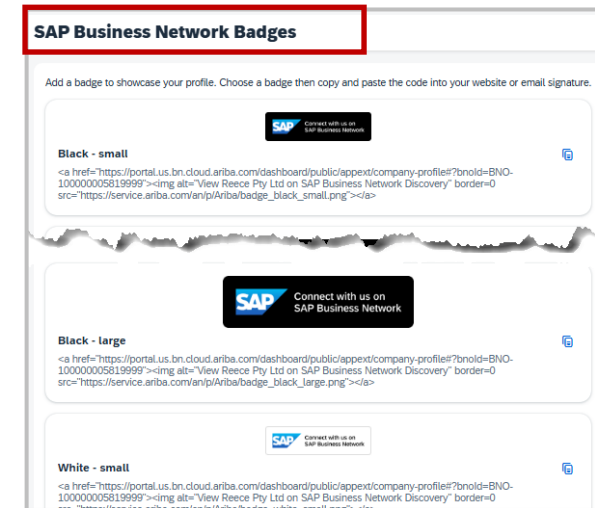 SAP Business Network Badges
Add a badge to showcase your profile. Choose a badge then copy and paste the code into your website or email signature.
SAP Connect with us on
SAP Business Network
Black - small
<a href="https://portal.us.bn.cloud.ariba.com/dashboard/public/appext/company-profile#?bnoId=BNO-
100000005819999"><img alt="View Reece Pty Ltd on SAP Business Network Discovery" border=0
src="https://service.ariba.com/an/p/Ariba/badge_black_small.png"></a>
SAP Connect with us on
SAP Business Network
Black - large
<a href="https://portal.us.bn.cloud.ariba.com/dashboard/public/appext/company-profile#?bnoId=BNO-
100000005819999"><img alt="View Reece Pty Ltd on SAP Business Network Discovery" border=0
src="https://service.ariba.com/an/p/Ariba/badge_black_large.png"></a>
SAP Connect with us on
SAP Business Network
White - small
<a href="https://portal.us.bn.cloud.ariba.com/dashboard/public/appext/company-profile#?bnoId=BNO-
100000005819999"><img alt="View Reece Pty Ltd on SAP Business Network Discovery" border=0